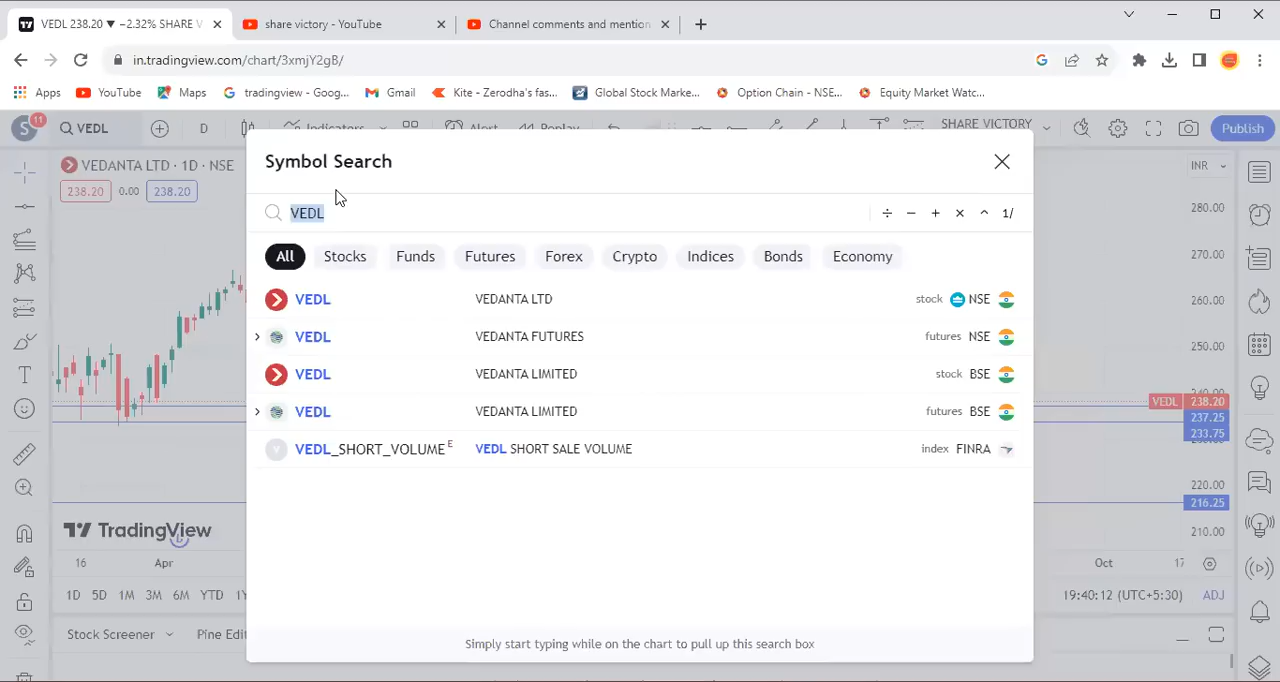 VEDL 238.20 ▼ −2.32% SHARE V
share victory - YouTube
Channel comments and mention
in.tradingview.com/chart/3xmjY2gB/
Apps YouTube Maps tradingview - Goog... Gmail Kite - Zerodha's fas... Global Stock Marke... Option Chain - NSE... Equity Market Watc...
S 11 VEDL D Indicators Alert Replay SHARE VICTORY Publish
VEDANTA LTD · 1D · NSE
238.20 0.00 238.20
INR
Symbol Search
VEDL
÷ − + × ^ 1/
All Stocks Funds Futures Forex Crypto Indices Bonds Economy
VEDL VEDANTA LTD stock NSE
VEDL VEDANTA FUTURES futures NSE
VEDL VEDANTA LIMITED stock BSE
VEDL VEDANTA LIMITED futures BSE
VEDL_SHORT_VOLUME E VEDL SHORT SALE VOLUME index FINRA
Simply start typing while on the chart to pull up this search box
280.00
270.00
260.00
250.00
VEDL 238.20
237.25
233.75
220.00
216.25
210.00
TradingView
16 Apr Oct 17
1D 5D 1M 3M 6M YTD 1Y 19:40:12 (UTC+5:30) ADJ
Stock Screener Pine Edit